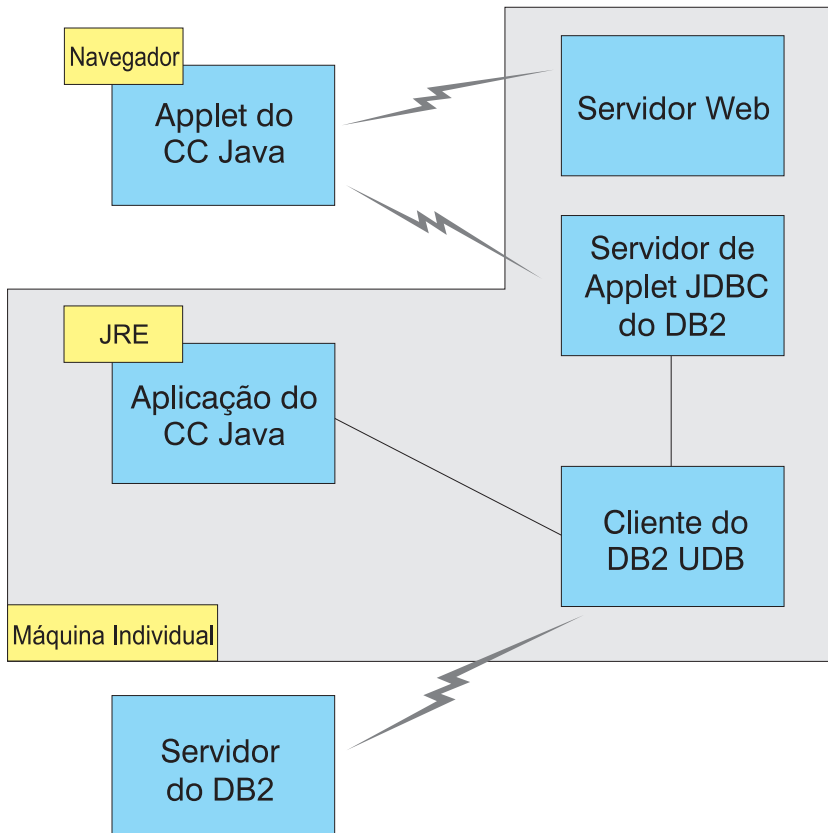 Navegador
Applet do
CC Java
Servidor Web
Servidor de
Applet JDBC
do DB2
JRE
Aplicação do
CC Java
Cliente do
DB2 UDB
Máquina Individual
Servidor
do DB2